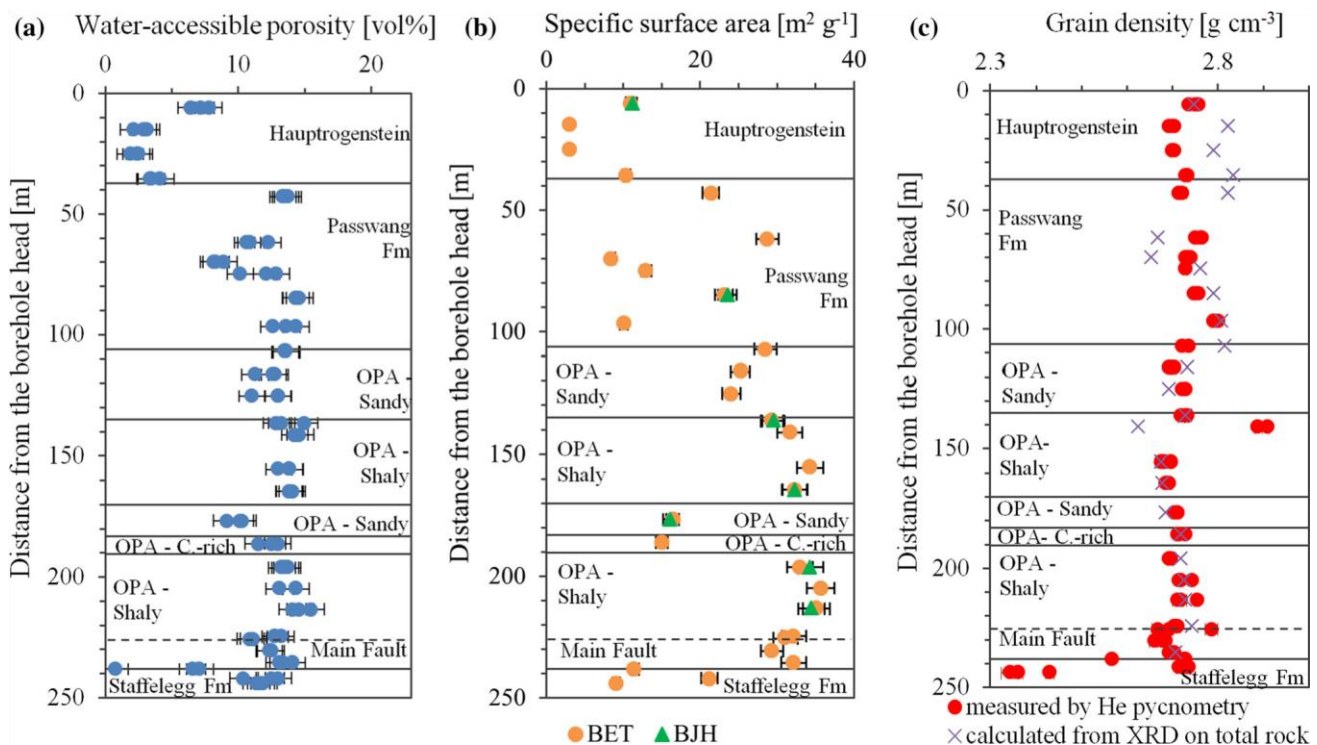 (a) Water-accessible porosity [vol%]
0 10 20
Distance from the borehole head [m]
0
50
100
150
200
250
Hauptrogenstein
Passwang
Fm
OPA -
Sandy
OPA -
Shaly
OPA - Sandy
OPA - C.-rich
OPA -
Shaly
Main Fault
Staffelegg Fm
(b) Specific surface area [m² g⁻¹]
0 20 40
Distance from the borehole head [m]
0
50
100
150
200
250
Hauptrogenstein
Passwang
Fm
OPA -
Sandy
OPA -
Shaly
OPA - Sandy
OPA - C.-rich
OPA -
Shaly
Main Fault
Staffelegg Fm
BET BJH
(c) Grain density [g cm⁻³]
2.3 2.8
Distance from the borehole head [m]
0
50
100
150
200
250
Hauptrogenstein
Passwang
Fm
OPA -
Sandy
OPA-
Shaly
OPA - Sandy
OPA- C.-rich
OPA -
Shaly
Main Fault
Staffelegg Fm
measured by He pycnometry
calculated from XRD on total rock